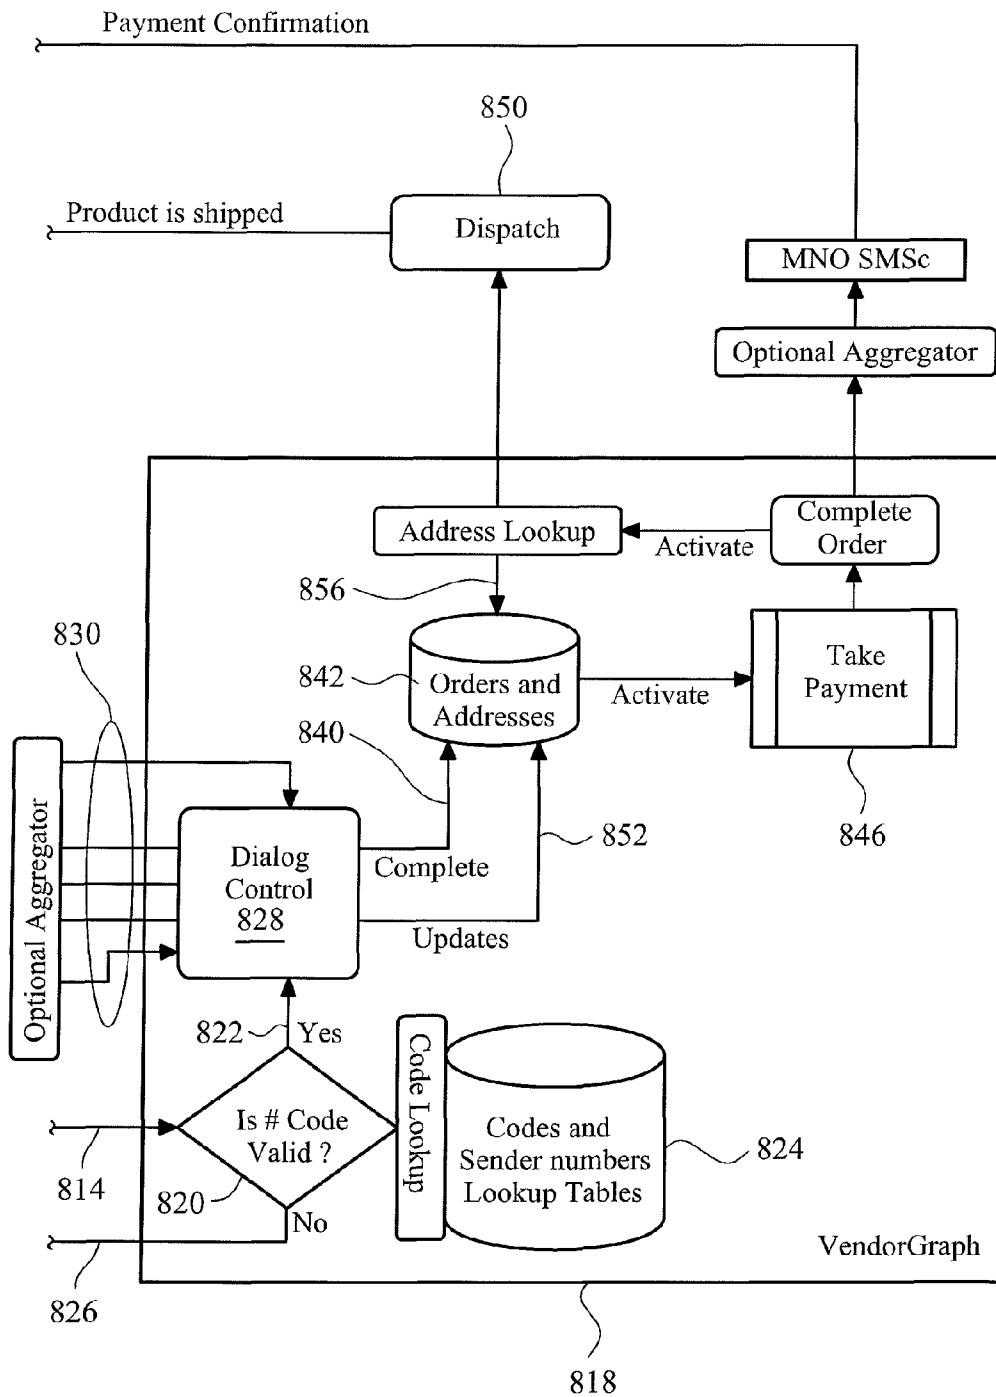 Payment Confirmation
850
Product is shipped
Dispatch
MNO SMSc
Optional Aggregator
Address Lookup
Activate
Complete
Order
856
830
842
Orders and
Addresses
Activate
Take
Payment
840
852
846
Optional Aggregator
Dialog
Control
828
Complete
Updates
822
Yes
Code Lookup
Is # Code
Valid ?
Codes and
Sender numbers
Lookup Tables
824
814
820
No
826
VendorGraph
818